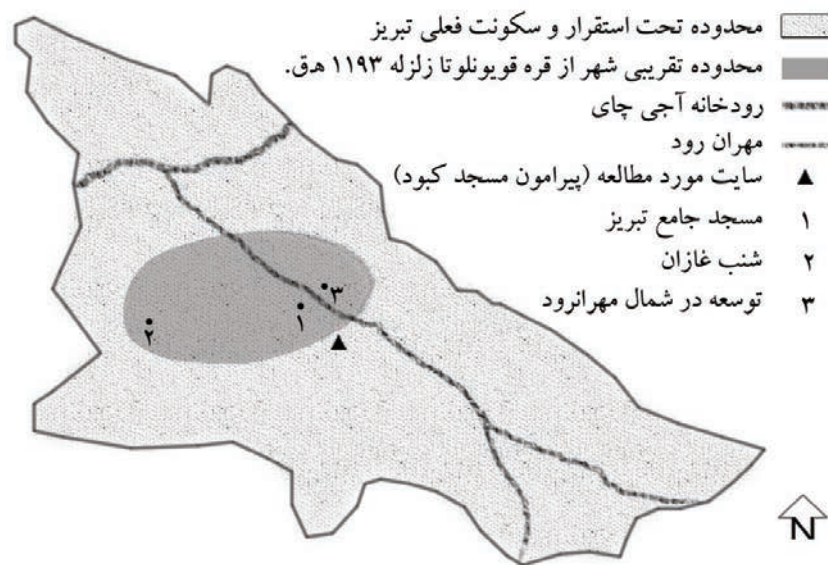 محدوده تحت استقرار و سکونت فعلی تبریز
محدوده تقریبی شهر از قره قویونلو تا زلزله ۱۱۹۳ ه‍.ق.
رودخانه آجی چای
مهران رود
سایت مورد مطالعه (پیرامون مسجد کبود)
۱ مسجد جامع تبریز
۲ شنب غازان
۳ توسعه در شمال مهرانرود
۳
۱
۲
N